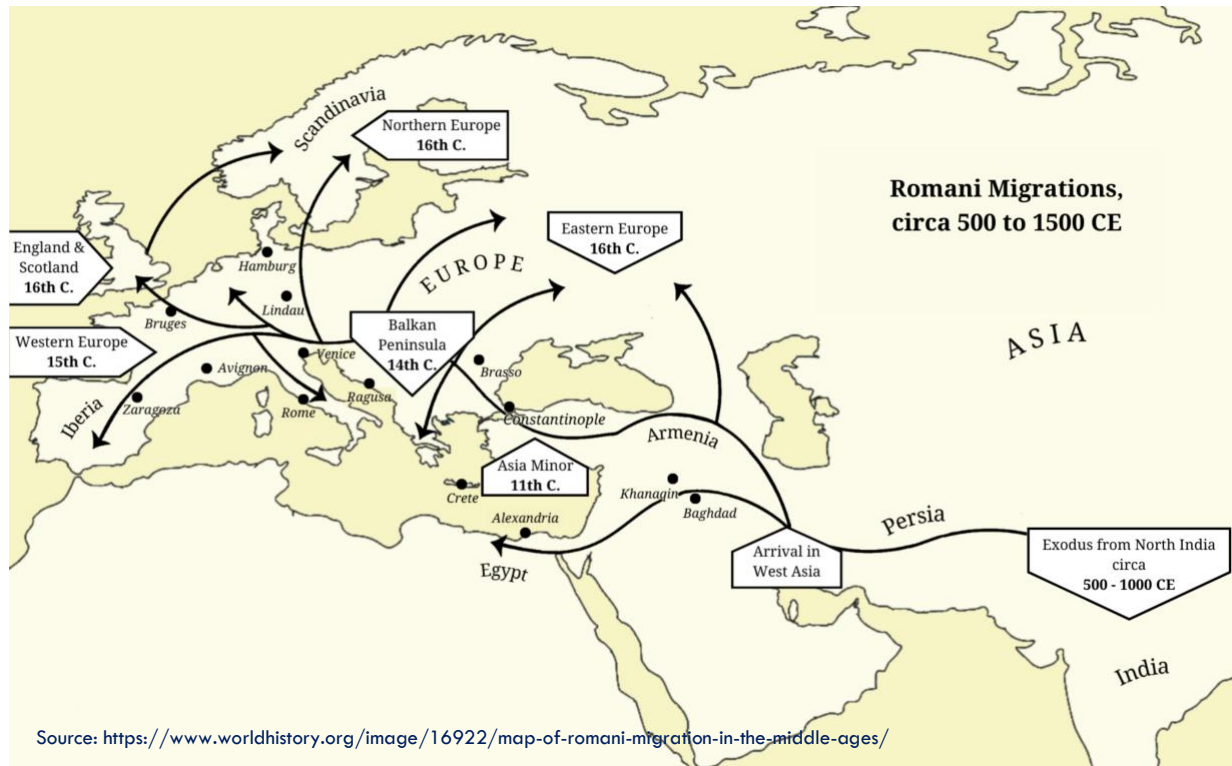 Scandinavia
Northern Europe
16th C.
Romani Migrations,
circa 500 to 1500 CE
England &
Scotland
16th C.
Hamburg
Eastern Europe
16th C.
EUROPE
Lindau
Bruges
ASIA
Western Europe
15th C.
Balkan
Peninsula
14th C.
Venice
Brasso
Avignon
Ragusa
Iberia
Zaragoza
Rome
Constantinople
Armenia
Asia Minor
11th C.
Crete
Khanaqin
Baghdad
Alexandria
Persia
Egypt
Arrival in
West Asia
Exodus from North India
circa
500 - 1000 CE
India
Source: https://www.worldhistory.org/image/16922/map-of-romani-migration-in-the-middle-ages/